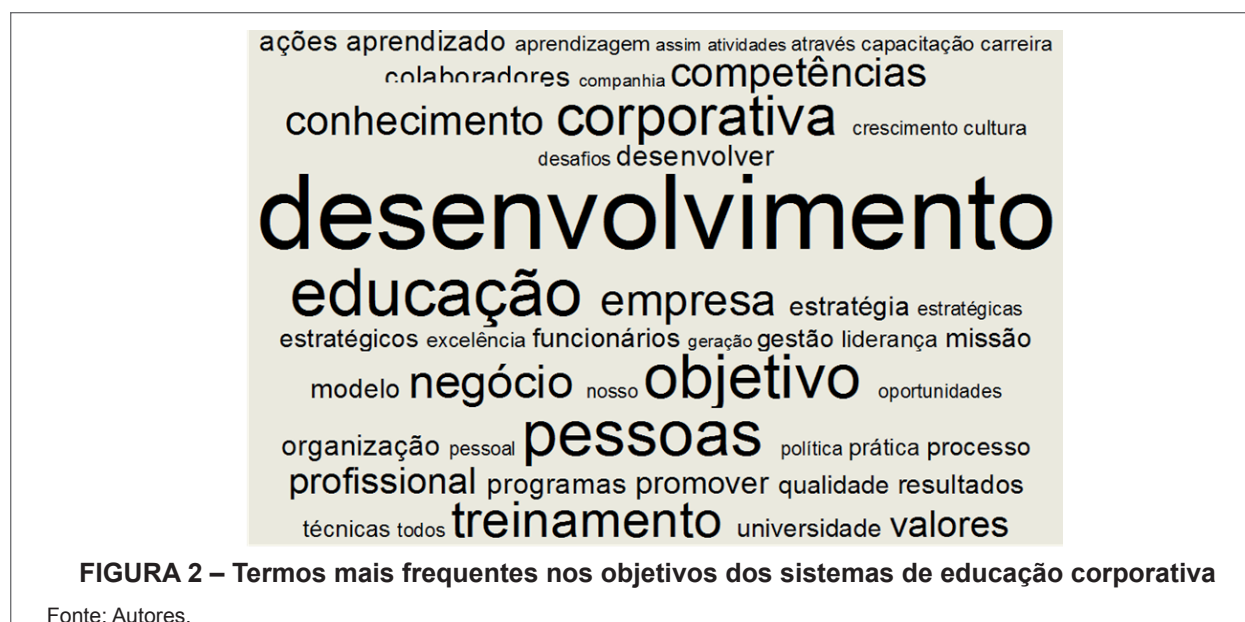 ações aprendizado aprendizagem assim atividades através capacitação carreira
colaboradores companhia competências
conhecimento corporativa crescimento cultura
desafios desenvolver
desenvolvimento
educação empresa estratégia estratégicas
estratégicos excelência funcionários geração gestão liderança missão
modelo negócio nosso objetivo oportunidades
organização pessoal pessoas política prática processo
profissional programas promover qualidade resultados
técnicas todos treinamento universidade valores
FIGURA 2 – Termos mais frequentes nos objetivos dos sistemas de educação corporativa
Fonte: Autores.